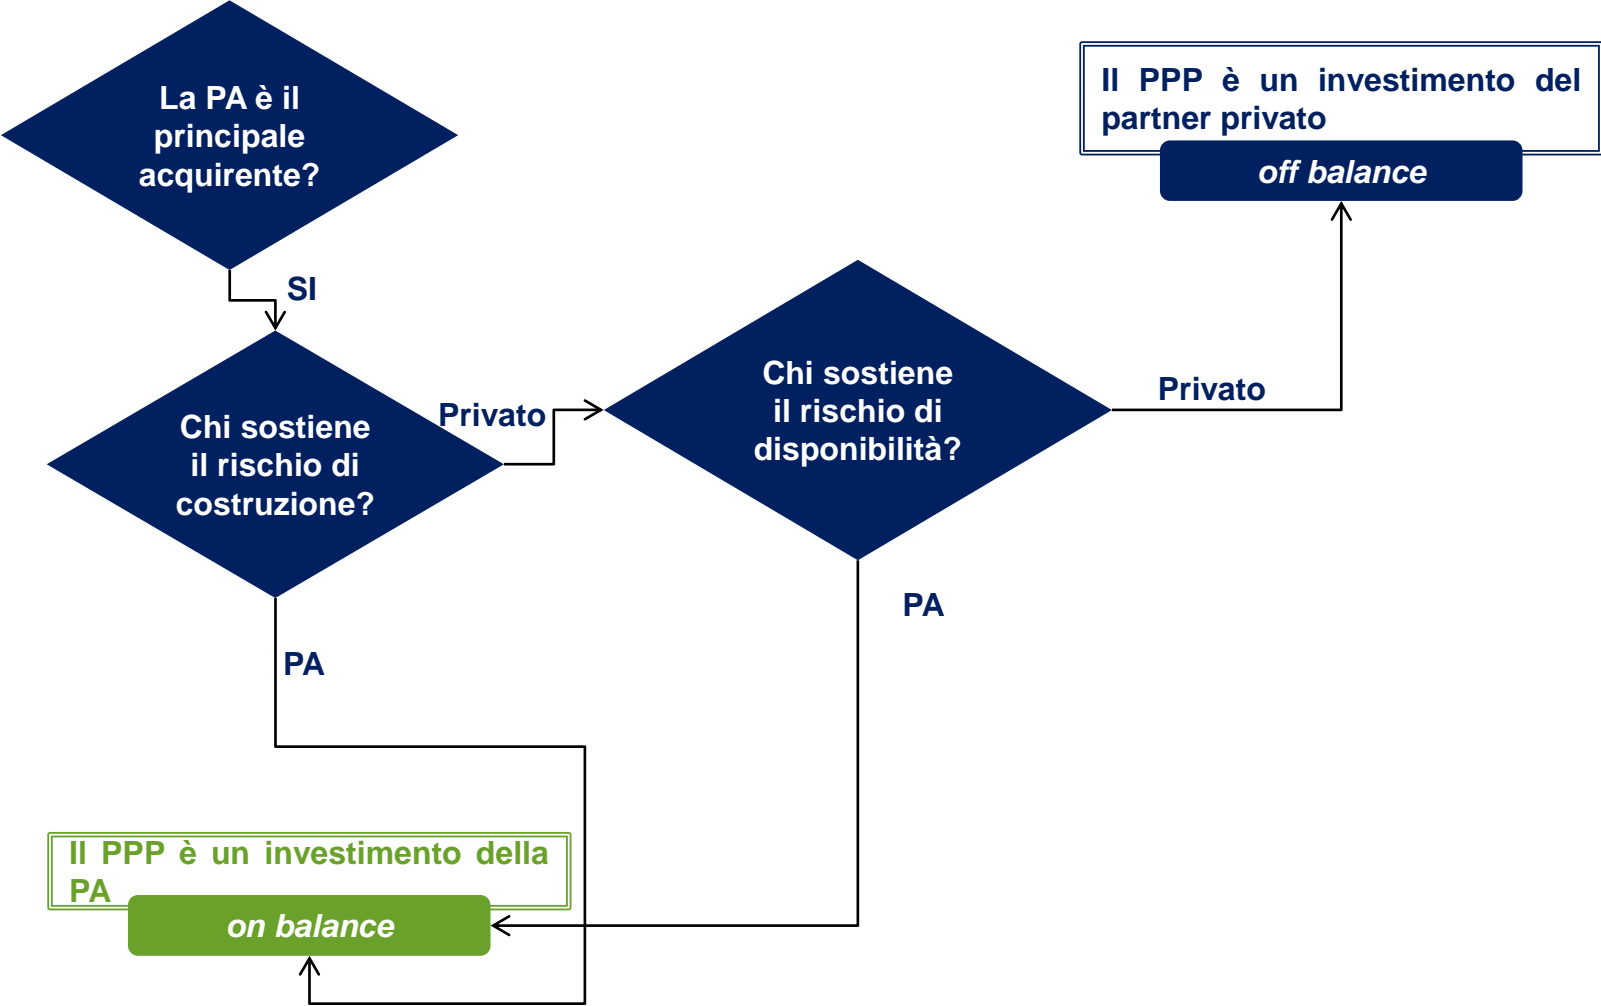 La PA è il
principale
acquirente?
Il PPP è un investimento del
partner privato
off balance
SI
Chi sostiene
il rischio di
costruzione?
Privato
Chi sostiene
il rischio di
disponibilità?
Privato
PA
PA
Il PPP è un investimento della
PA
on balance